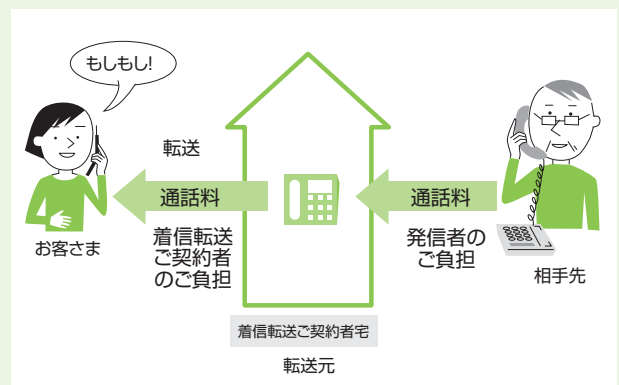 もしもし!
転送
通話料
着信転送
ご契約者
のご負担
お客さま
通話料
発信者の
ご負担
相手先
着信転送ご契約者宅
転送元